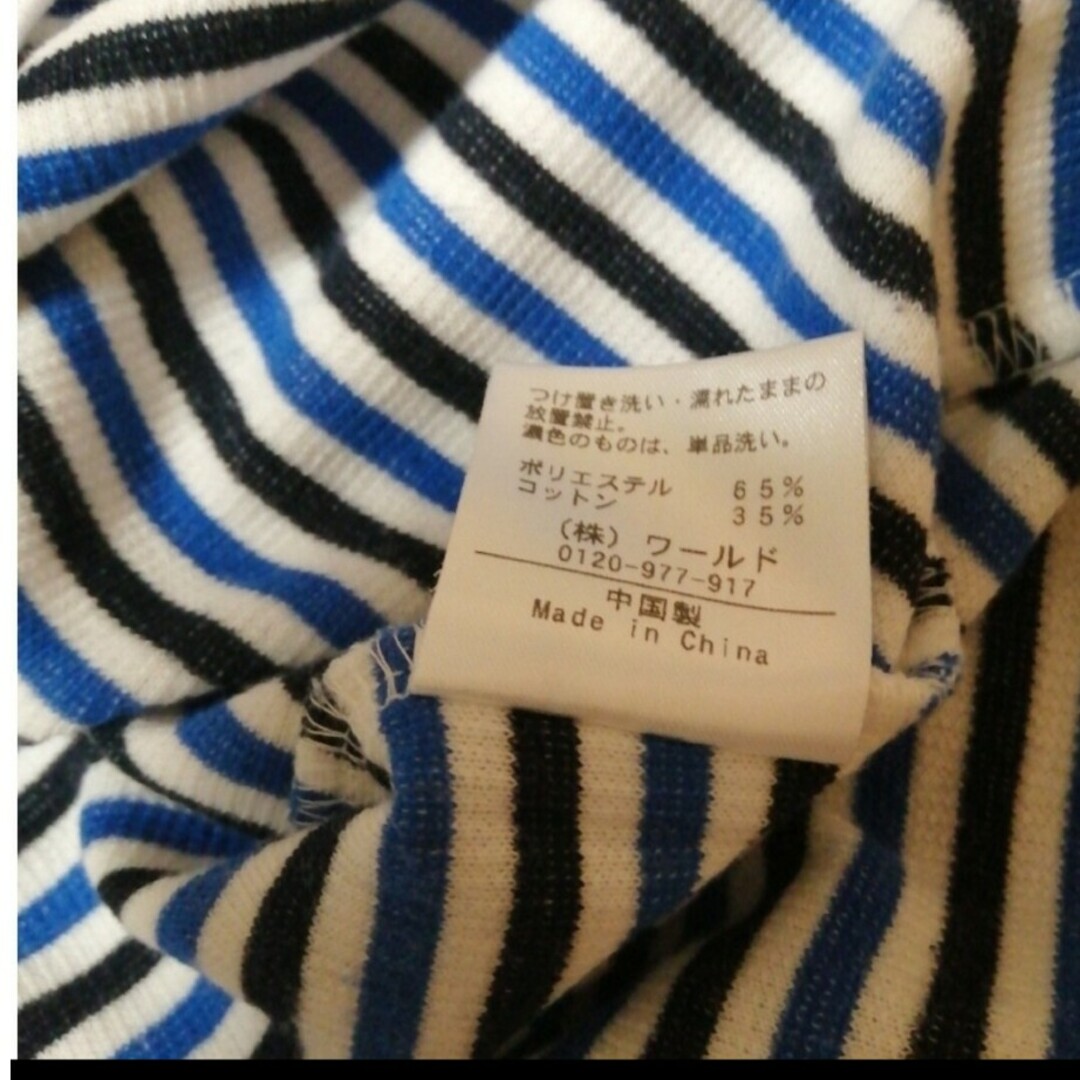 つけ置き洗い・濡れたままの
放置禁止。
濃色のものは、単品洗い。
ポリエステル 65%
コットン 35%
(株) ワールド
0120-977-917
中国製
Made in China